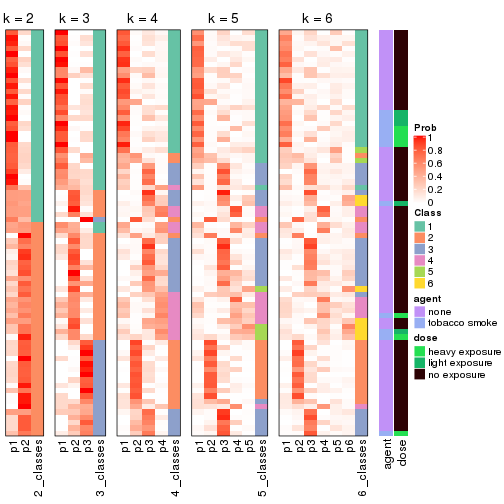 k = 2
k = 3
k = 4
k = 5
k = 6
Prob
1
0.8
0.6
0.4
0.2
0
Class
1
2
3
4
5
6
agent
none
tobacco smoke
dose
heavy exposure
light exposure
no exposure
p1
p2
2_classes
p1
p2
p3
3_classes
p1
p2
p3
p4
4_classes
p1
p2
p3
p4
p5
5_classes
p1
p2
p3
p4
p5
p6
6_classes
agent
dose